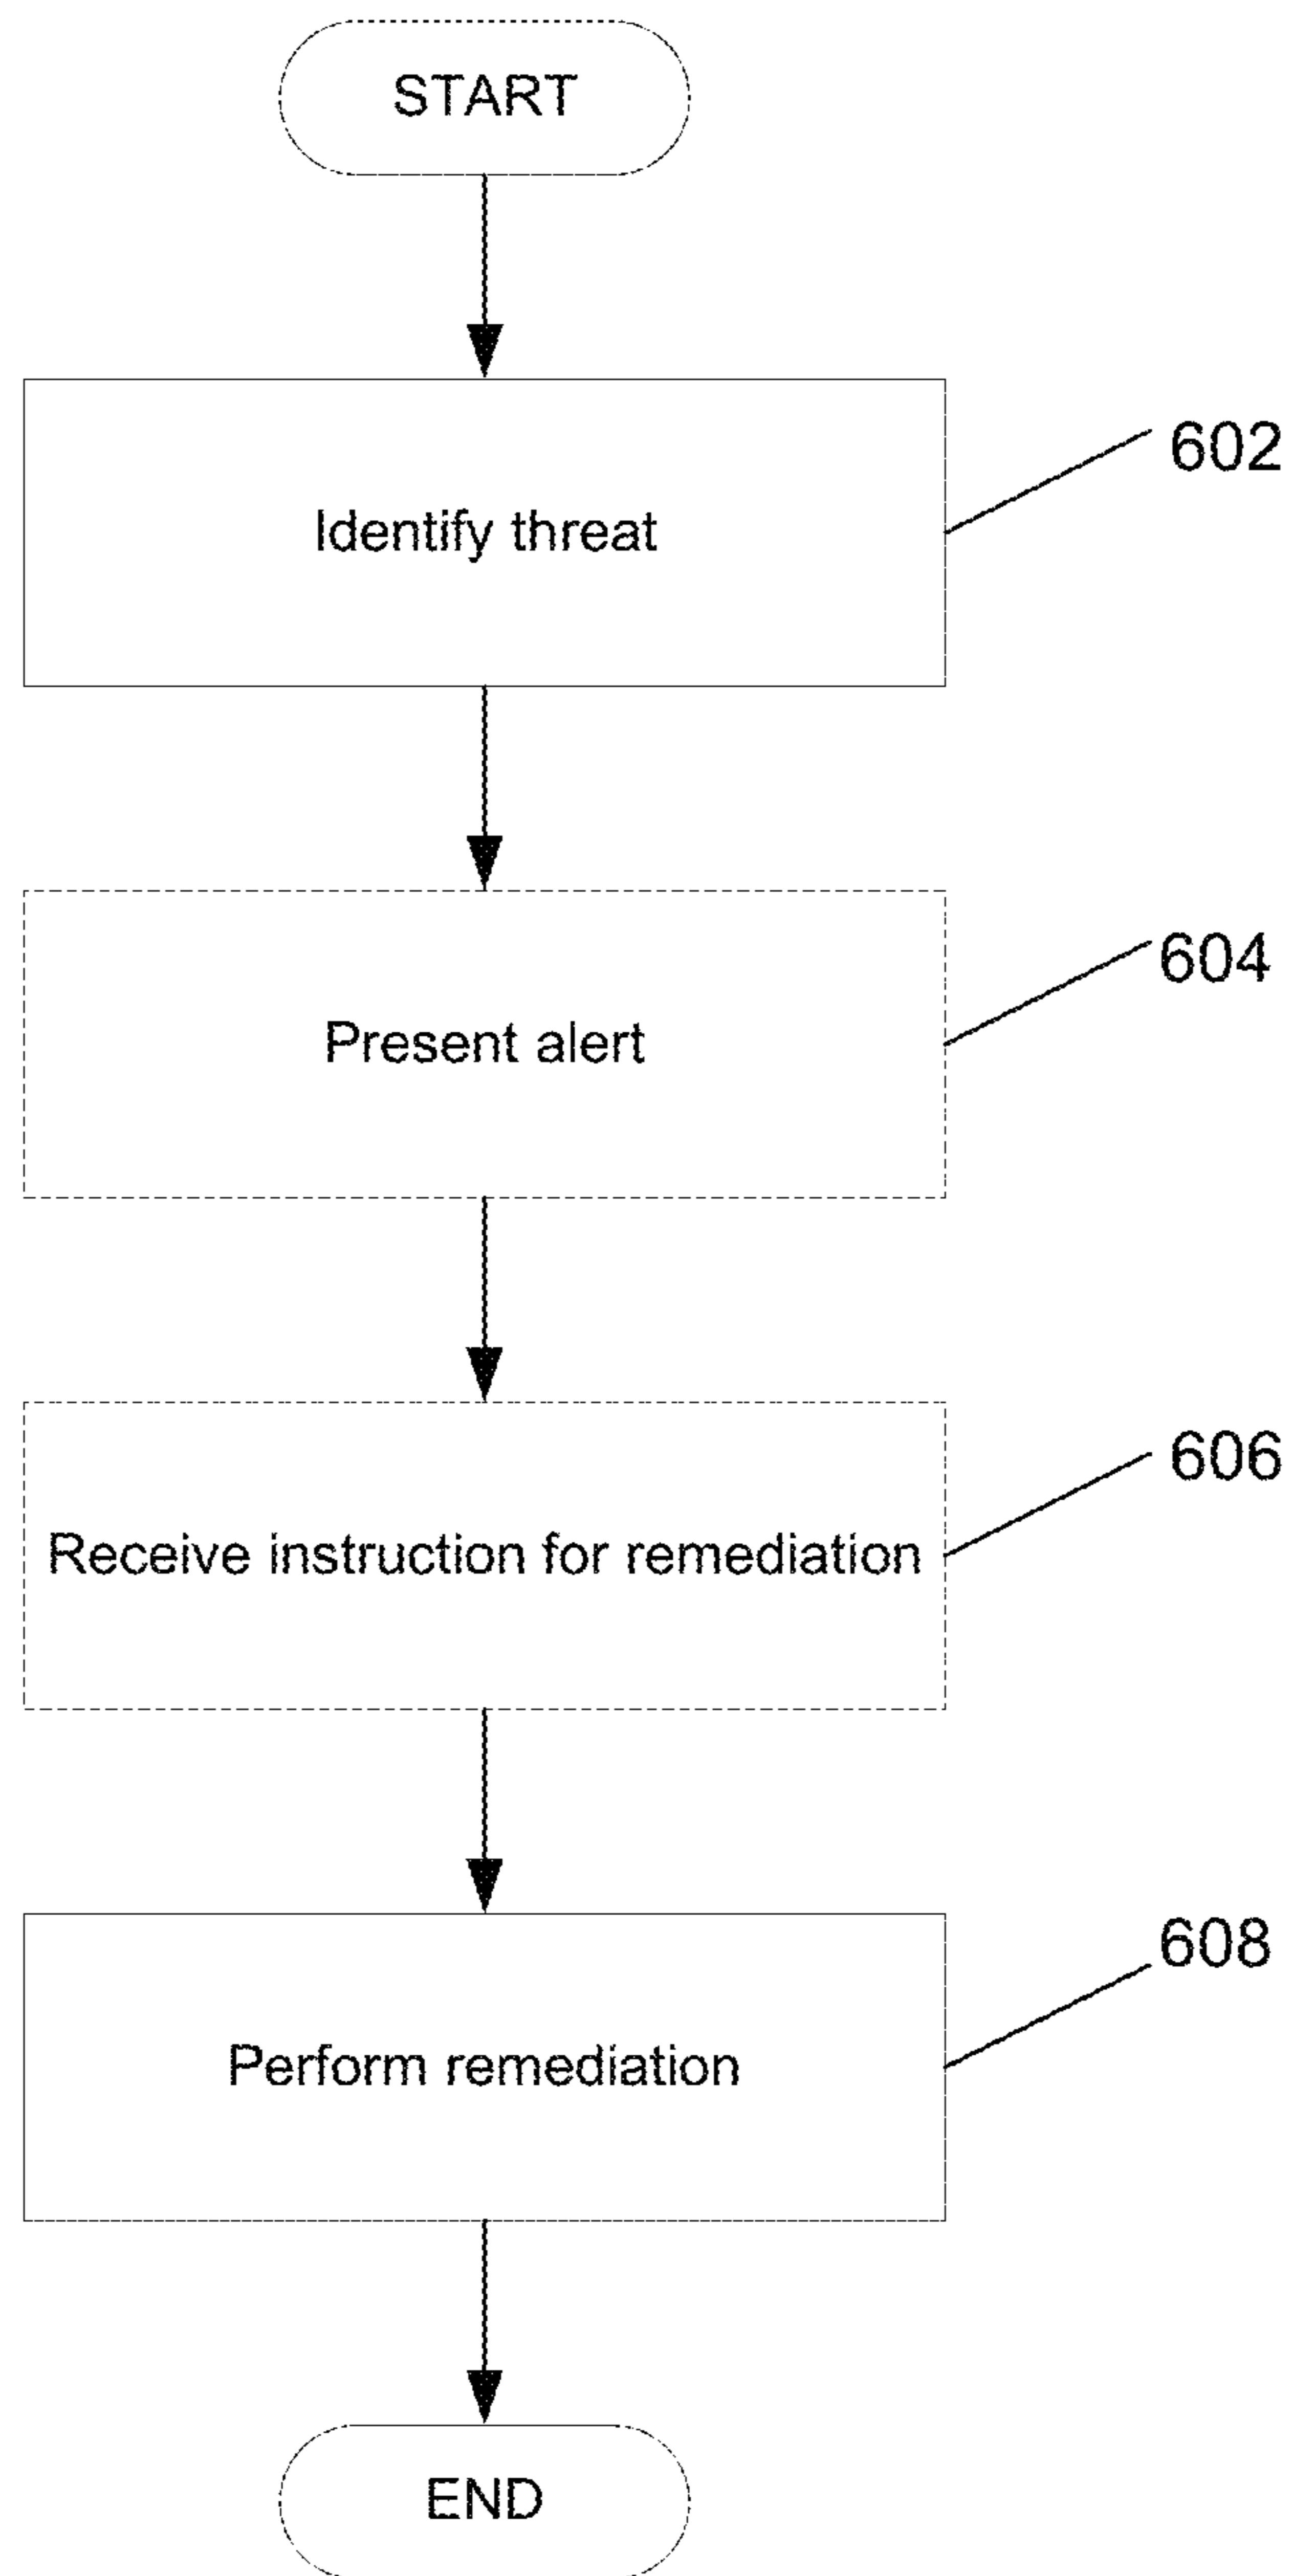 START
Identify threat
602
Present alert
604
Receive instruction for remediation
606
Perform remediation
608
END